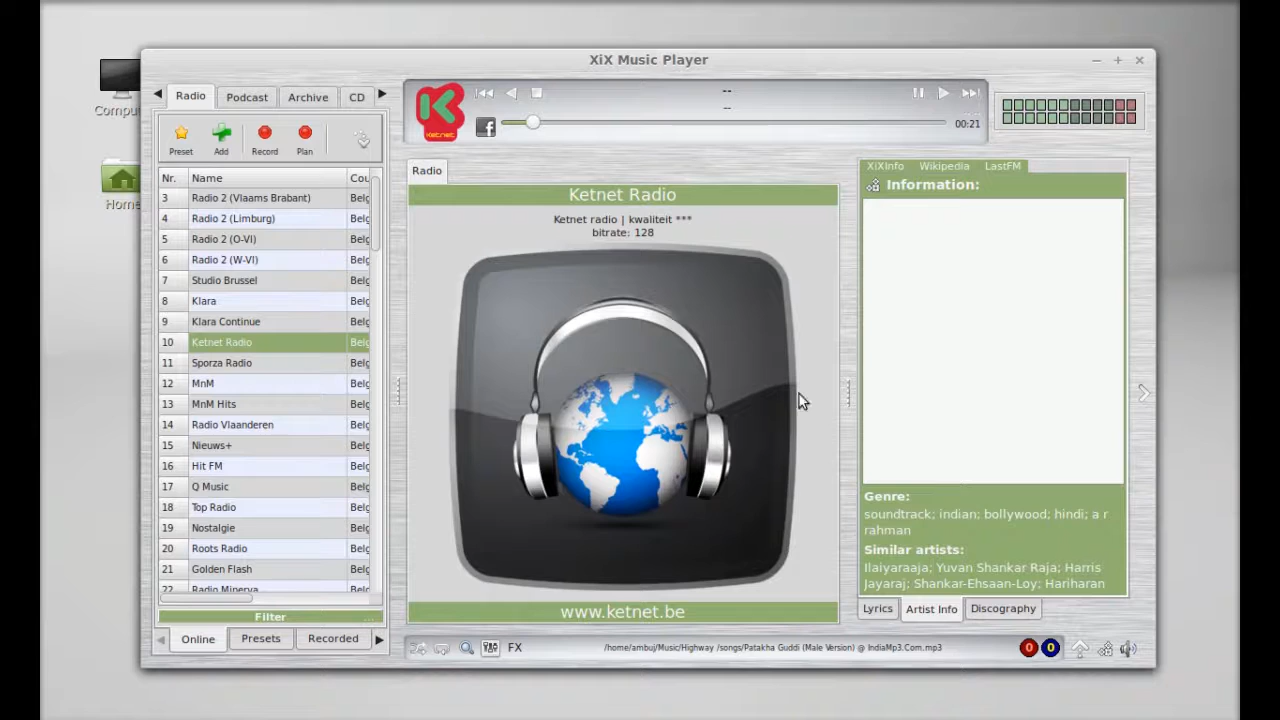 XiX Music Player
Comput
Home
Radio
Podcast
Archive
CD
Preset
Add
Record
Plan
Nr. Name Cou
3 Radio 2 (Vlaams Brabant) Belg
4 Radio 2 (Limburg) Belg
5 Radio 2 (O-Vl) Belg
6 Radio 2 (W-Vl) Belg
7 Studio Brussel Belg
8 Klara Belg
9 Klara Continue Belg
10 Ketnet Radio Belg
11 Sporza Radio Belg
12 MnM Belg
13 MnM Hits Belg
14 Radio Vlaanderen Belg
15 Nieuws+ Belg
16 Hit FM Belg
17 Q Music Belg
18 Top Radio Belg
19 Nostalgie Belg
20 Roots Radio Belg
21 Golden Flash Belg
22 Radio Minerva Belg
Filter ...
Online
Presets
Recorded
Ketnet
f
--
--
00:21
Radio
Ketnet Radio
Ketnet radio | kwaliteit ***
bitrate: 128
www.ketnet.be
XiXInfo
Wikipedia
LastFM
Information:
Genre:
soundtrack; indian; bollywood; hindi; a r
rahman
Similar artists:
Ilaiyaraaja; Yuvan Shankar Raja; Harris
Jayaraj; Shankar-Ehsaan-Loy; Hariharan
Lyrics
Artist Info
Discography
FX
/home/ambuj/Music/Highway /songs/Patakha Guddi (Male Version) @ IndiaMp3.Com.mp3
0
0